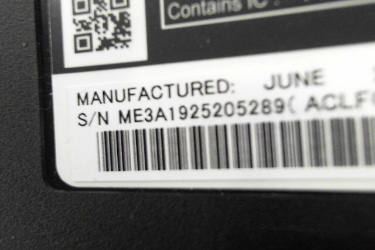 Contains IC
MANUFACTURED: JUNE
S/N ME3A1925205289( ACLF